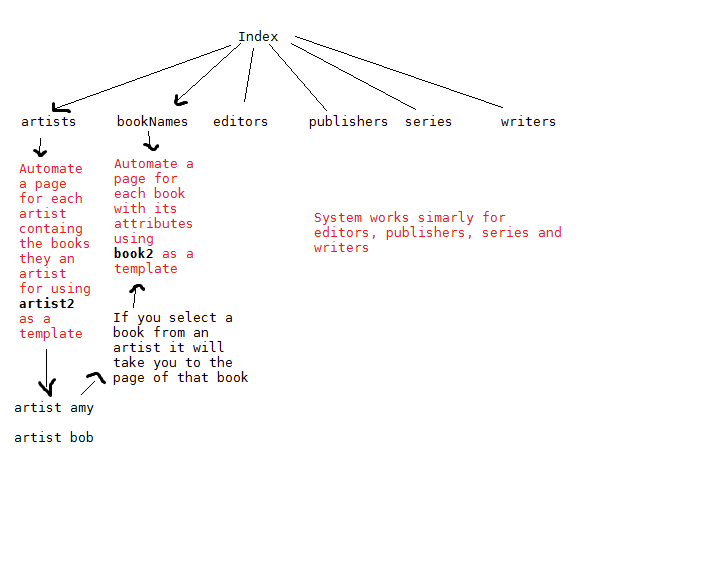 Index
artists
bookNames
editors
publishers
series
writers
Automate
a page
for each
artist
containg
the books
they an
artist
for using
artist2
as a
template
Automate a
page for
each book
with its
attributes
using
book2 as a
template
System works simarly for
editors, publishers, series and
writers
If you select a
book from an
artist it will
take you to the
page of that book
artist amy
artist bob